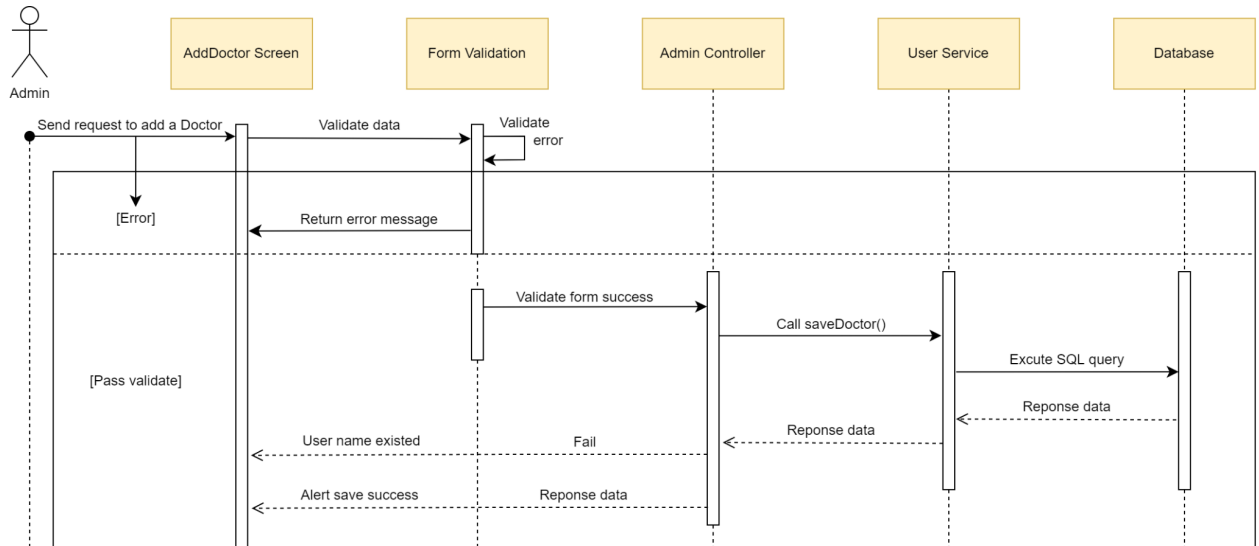 Admin
AddDoctor Screen
Form Validation
Admin Controller
User Service
Database
Send request to add a Doctor
Validate data
Validate
error
[Error]
Return error message
Validate form success
Call saveDoctor()
Excute SQL query
[Pass validate]
Reponse data
Reponse data
User name existed
Fail
Alert save success
Reponse data